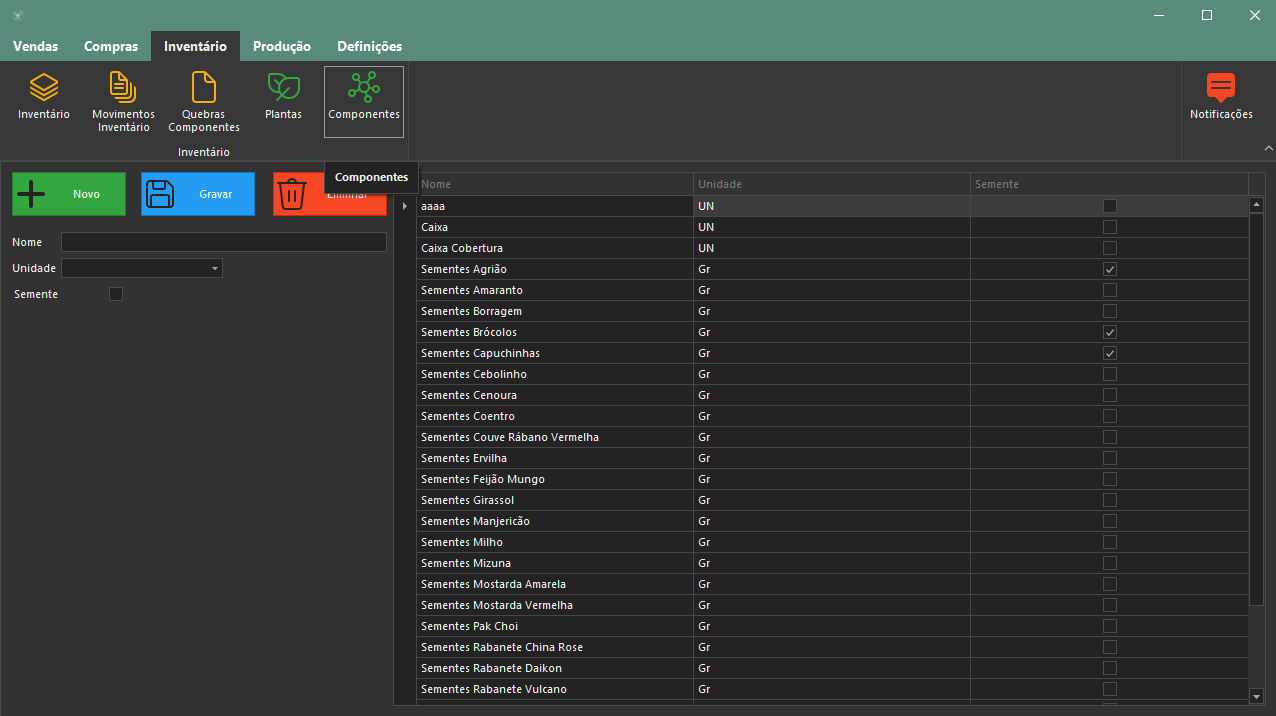 Vendas Compras Inventário Produção Definições
Inventário
Movimentos
Inventário
Quebras
Componentes
Plantas
Componentes
Notificações
Inventário
Componentes
Novo Gravar Eliminar
Nome
Unidade
Semente
Nome Unidade Semente
aaaa UN
Caixa UN
Caixa Cobertura UN
Sementes Agrião Gr
Sementes Amaranto Gr
Sementes Borragem Gr
Sementes Brócolos Gr
Sementes Capuchinhas Gr
Sementes Cebolinho Gr
Sementes Cenoura Gr
Sementes Coentro Gr
Sementes Couve Rábano Vermelha Gr
Sementes Ervilha Gr
Sementes Feijão Mungo Gr
Sementes Girassol Gr
Sementes Manjericão Gr
Sementes Milho Gr
Sementes Mizuna Gr
Sementes Mostarda Amarela Gr
Sementes Mostarda Vermelha Gr
Sementes Pak Choi Gr
Sementes Rabanete China Rose Gr
Sementes Rabanete Daikon Gr
Sementes Rabanete Vulcano Gr